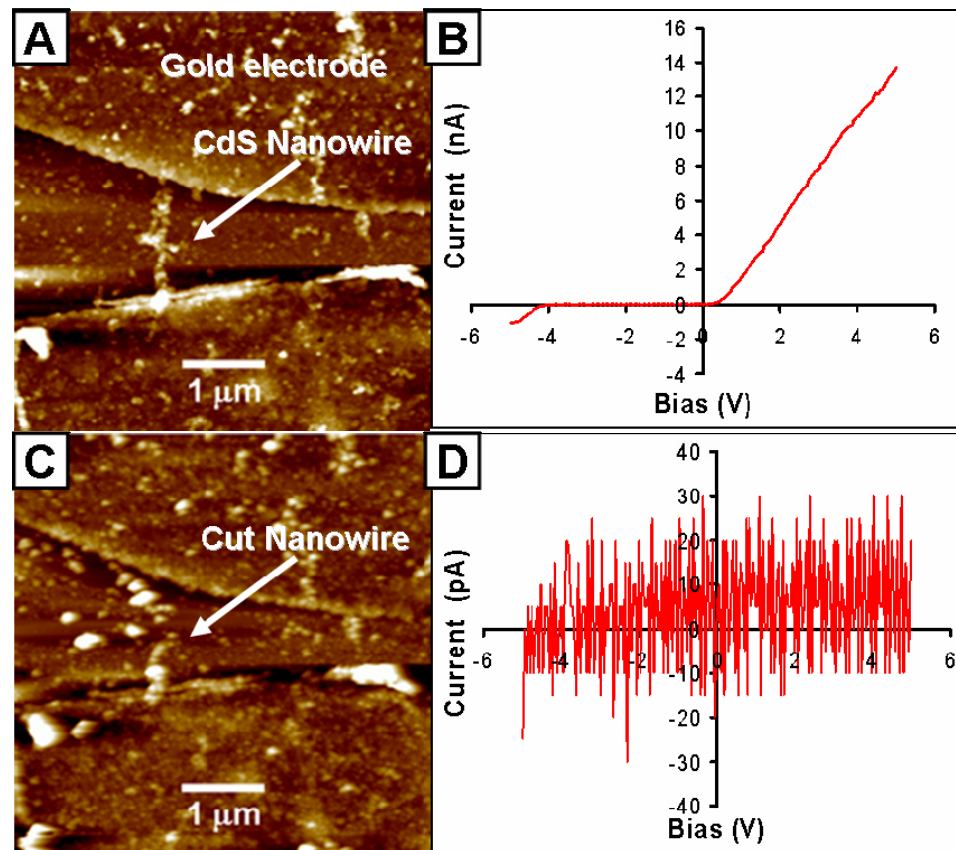 A
Gold electrode
CdS Nanowire
1 µm
B
16
14
12
10
8
6
4
2
0
-2
-4
-6 -4 -2 0 2 4 6
Current (nA)
Bias (V)
C
Cut Nanowire
1 µm
D
40
30
20
10
0
-10
-20
-30
-40
-6 -4 -2 0 2 4 6
Current (pA)
Bias (V)